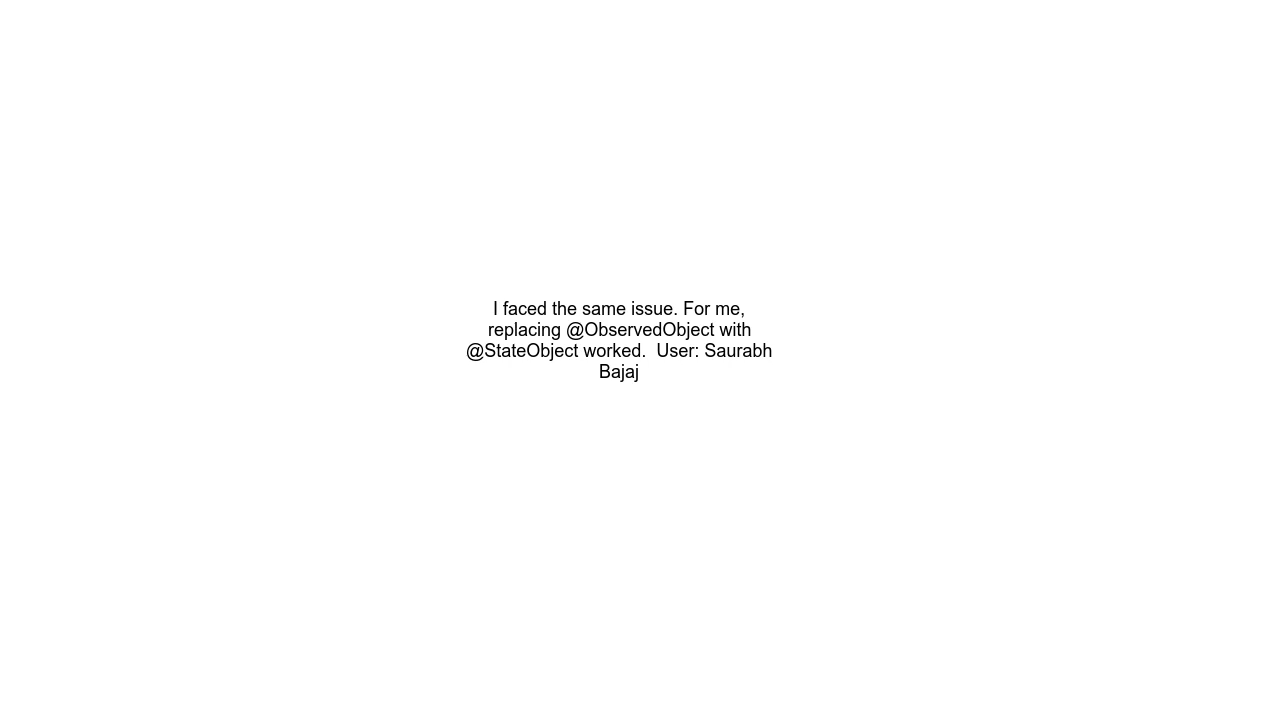 I faced the same issue. For me,
replacing @ObservedObject with
@StateObject worked.  User: Saurabh
Bajaj